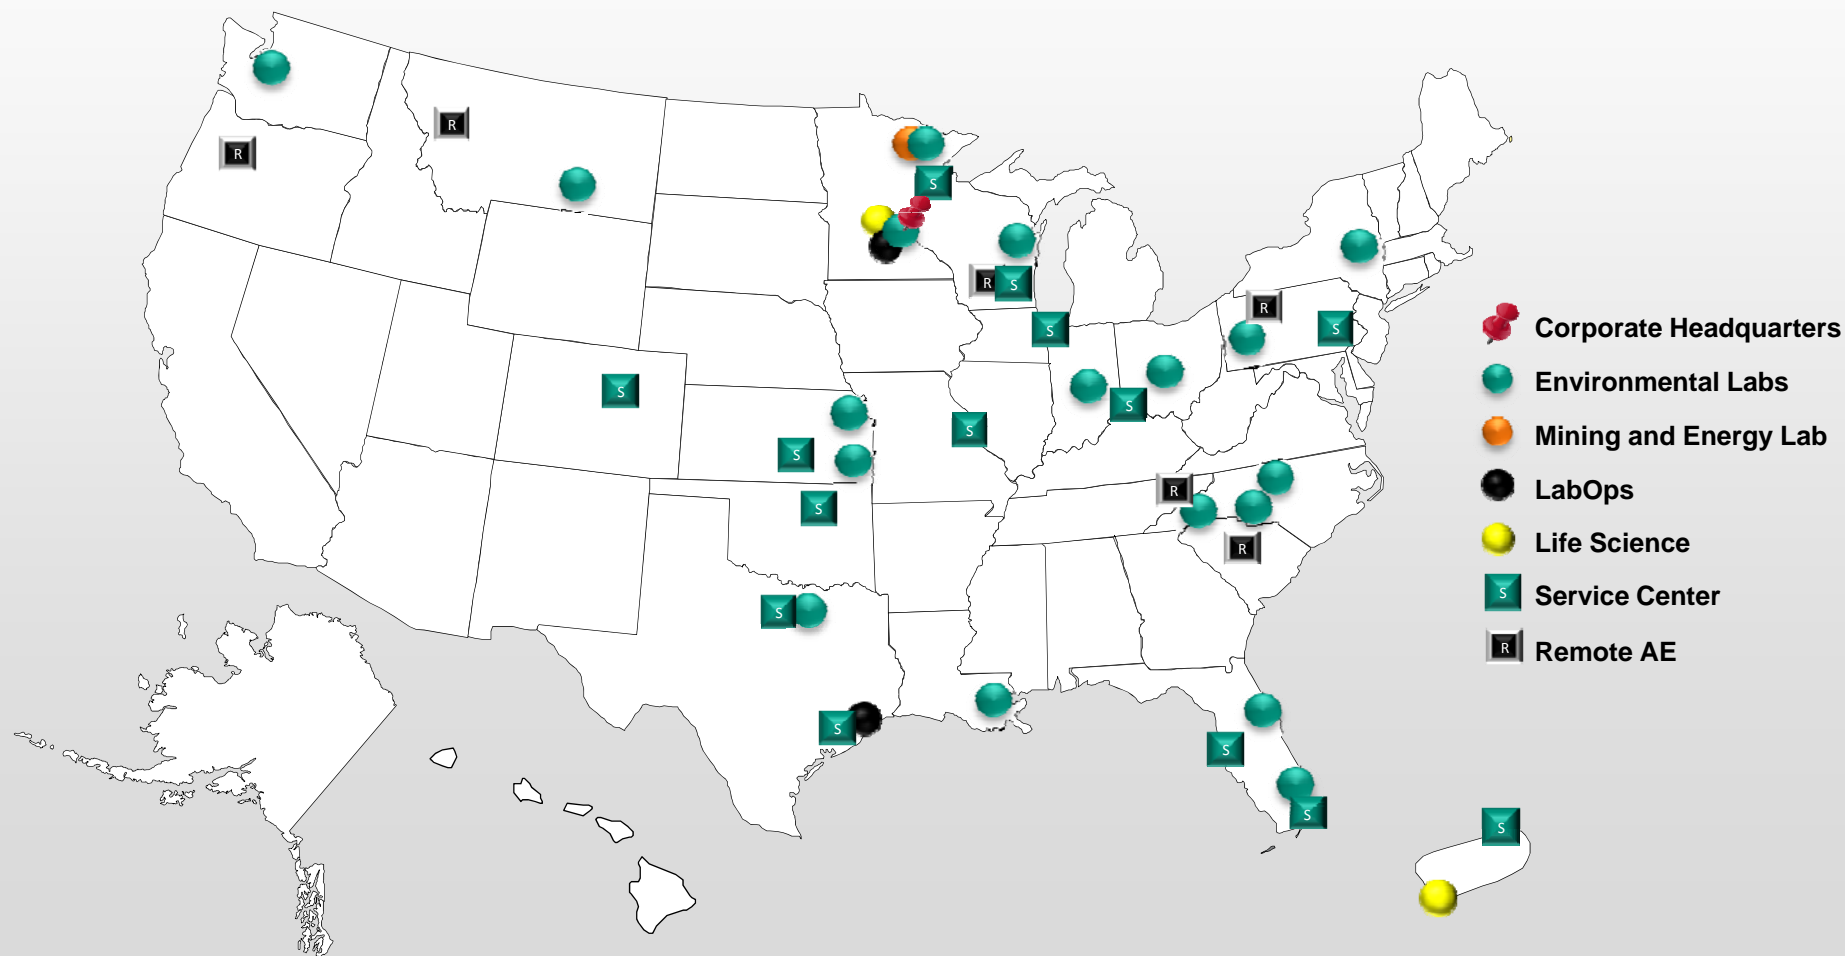 R
R
S
R
S
S
R
S
S
S
S
S
S
R
S
R
S
S
S
S
S
Corporate Headquarters
Environmental Labs
Mining and Energy Lab
LabOps
Life Science
S Service Center
R Remote AE